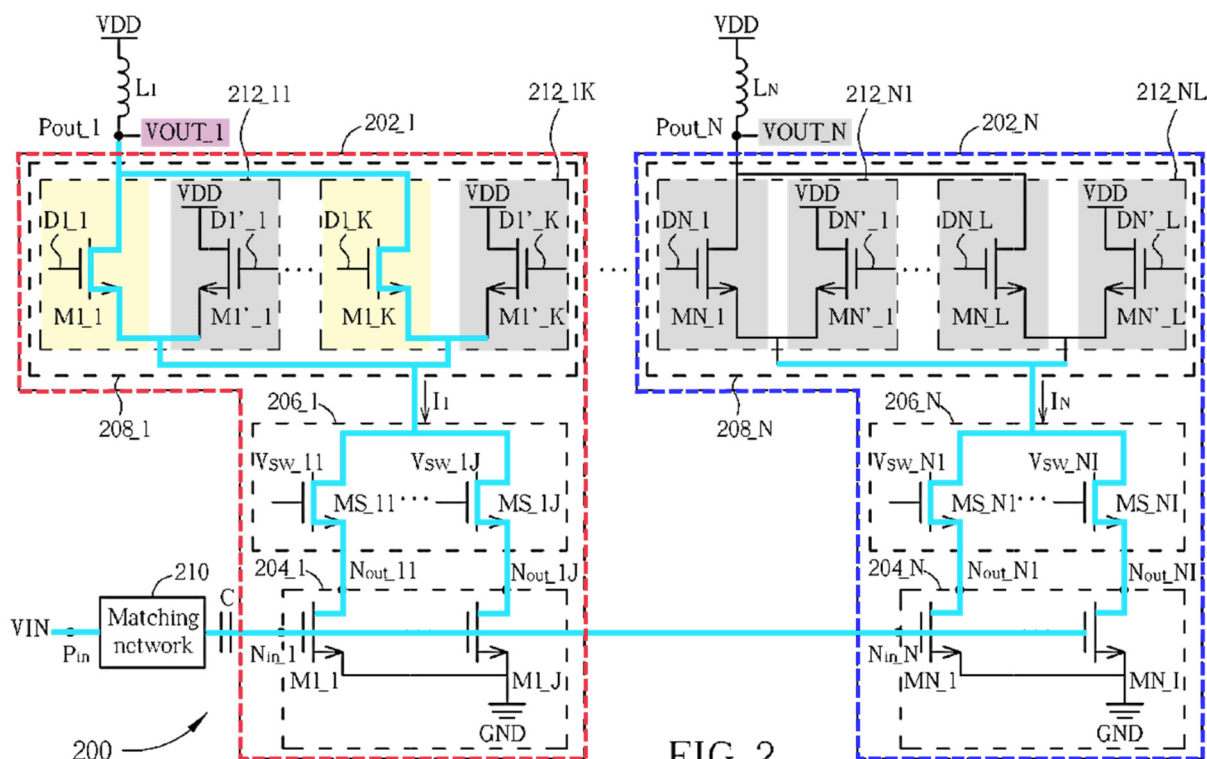 VDD
VDD
L1
LN
212_11
212_1K
212_N1
212_NL
Pout_1
VOUT_1
202_1
Pout_N
VOUT_N
202_N
VDD
VDD
VDD
VDD
D1_1
D1'_1
D1_K
D1'_K
DN_1
DN'_1
DN_L
DN'_L
M1_1
M1'_1
M1_K
M1'_K
MN_1
MN'_1
MN_L
MN'_L
208_1
206_1
I1
208_N
206_N
IN
VSW_11
VSW_1J
VSW_N1
VSW_NI
MS_11
MS_1J
MS_N1
MS_NI
210
204_1
Nout_11
Nout_1J
204_N
Nout_N1
Nout_NI
VIN
Pin
Matching
network
C
Nin_1
Nin_N
M1_1
M1_J
MN_1
MN_I
GND
GND
200
FIG. 2